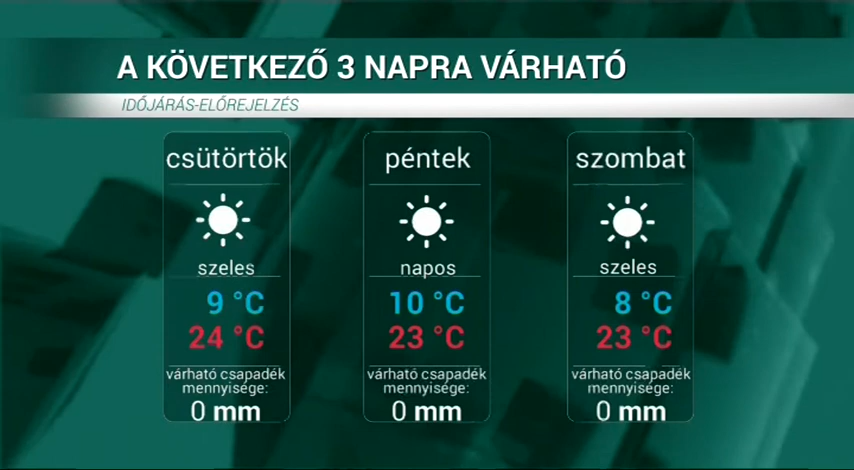 A KÖVETKEZŐ 3 NAPRA VÁRHATÓ
IDŐJÁRÁS-ELŐREJELZÉS
csütörtök
szeles
9 °C
24 °C
várható csapadék
mennyisége:
0 mm
péntek
napos
10 °C
23 °C
várható csapadék
mennyisége:
0 mm
szombat
szeles
8 °C
23 °C
várható csapadék
mennyisége:
0 mm